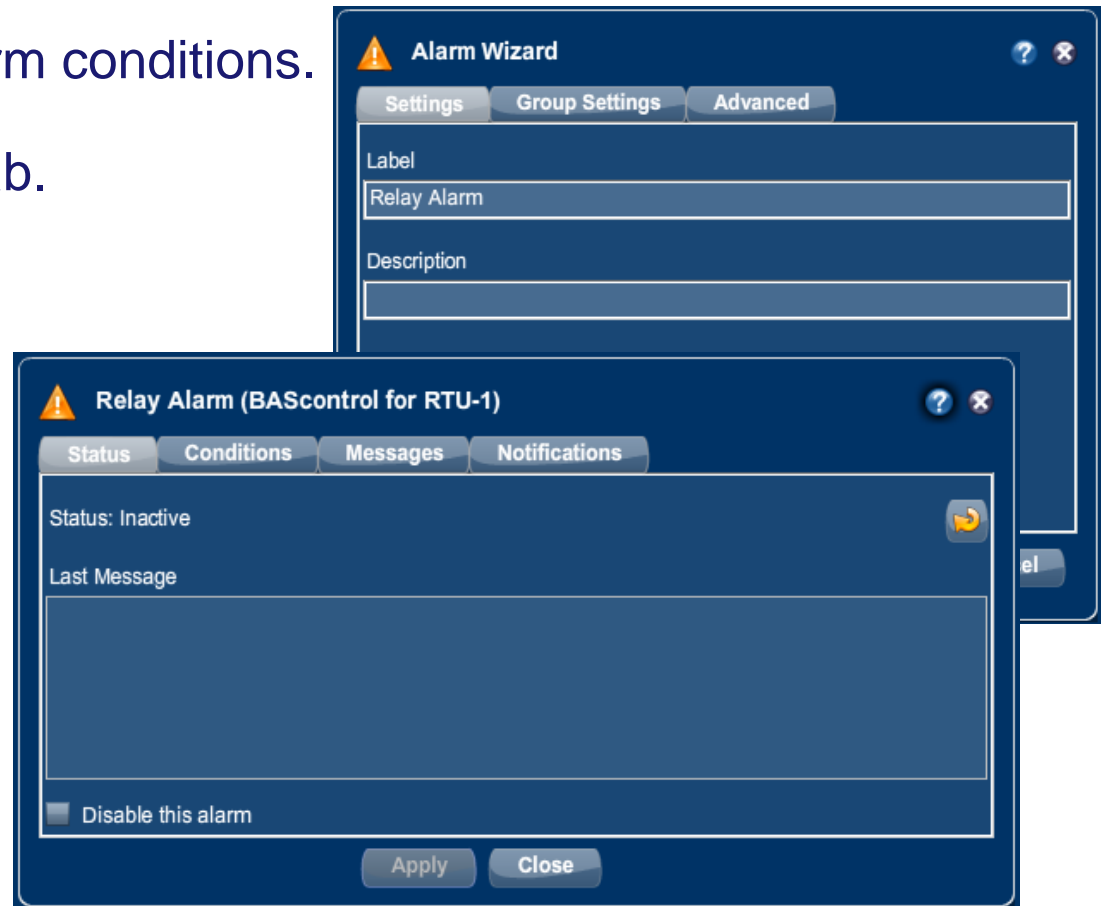 rm conditions.
b.
Alarm Wizard
Settings Group Settings Advanced
Label
Relay Alarm
Description
el
Relay Alarm (BAScontrol for RTU-1)
Status Conditions Messages Notifications
Status: Inactive
Last Message
Disable this alarm
Apply Close